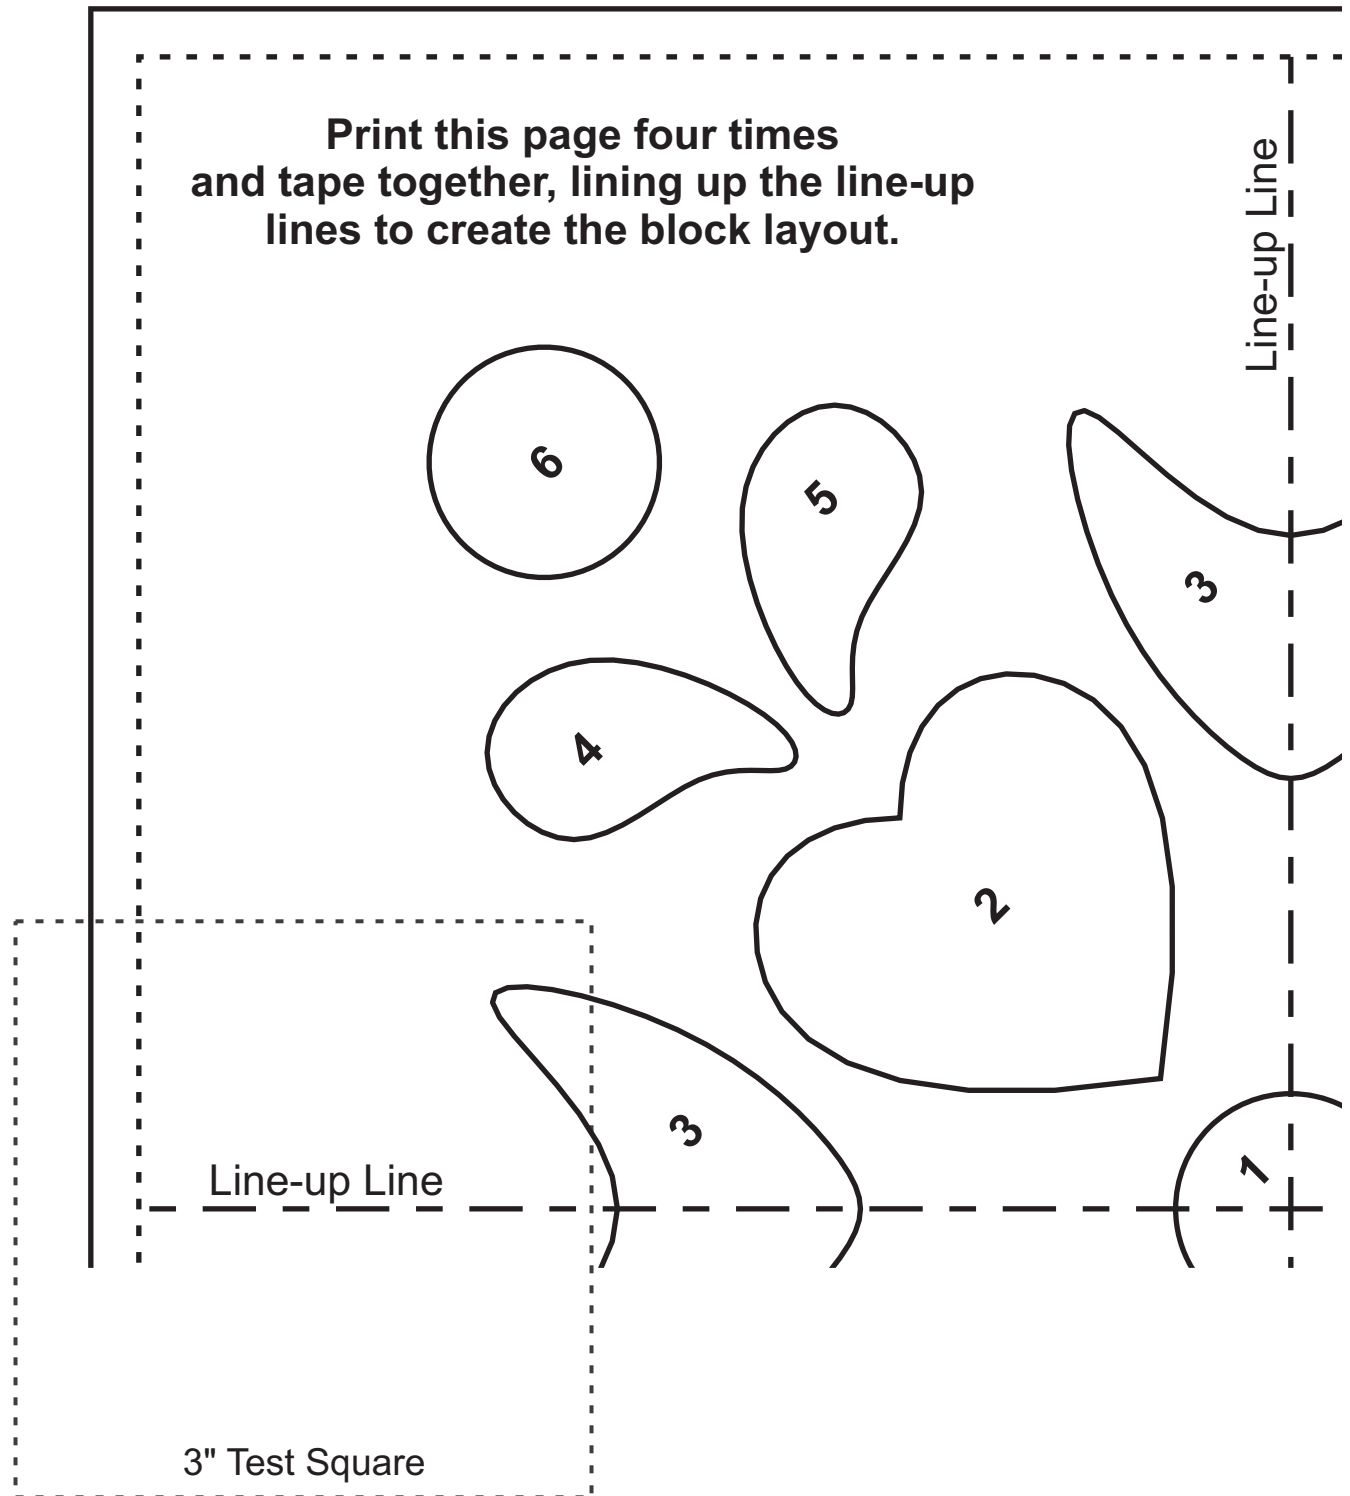 Print this page four times
and tape together, lining up the line-up
lines to create the block layout.
Line-up Line
6
5
3
4
2
3
1
Line-up Line
3" Test Square